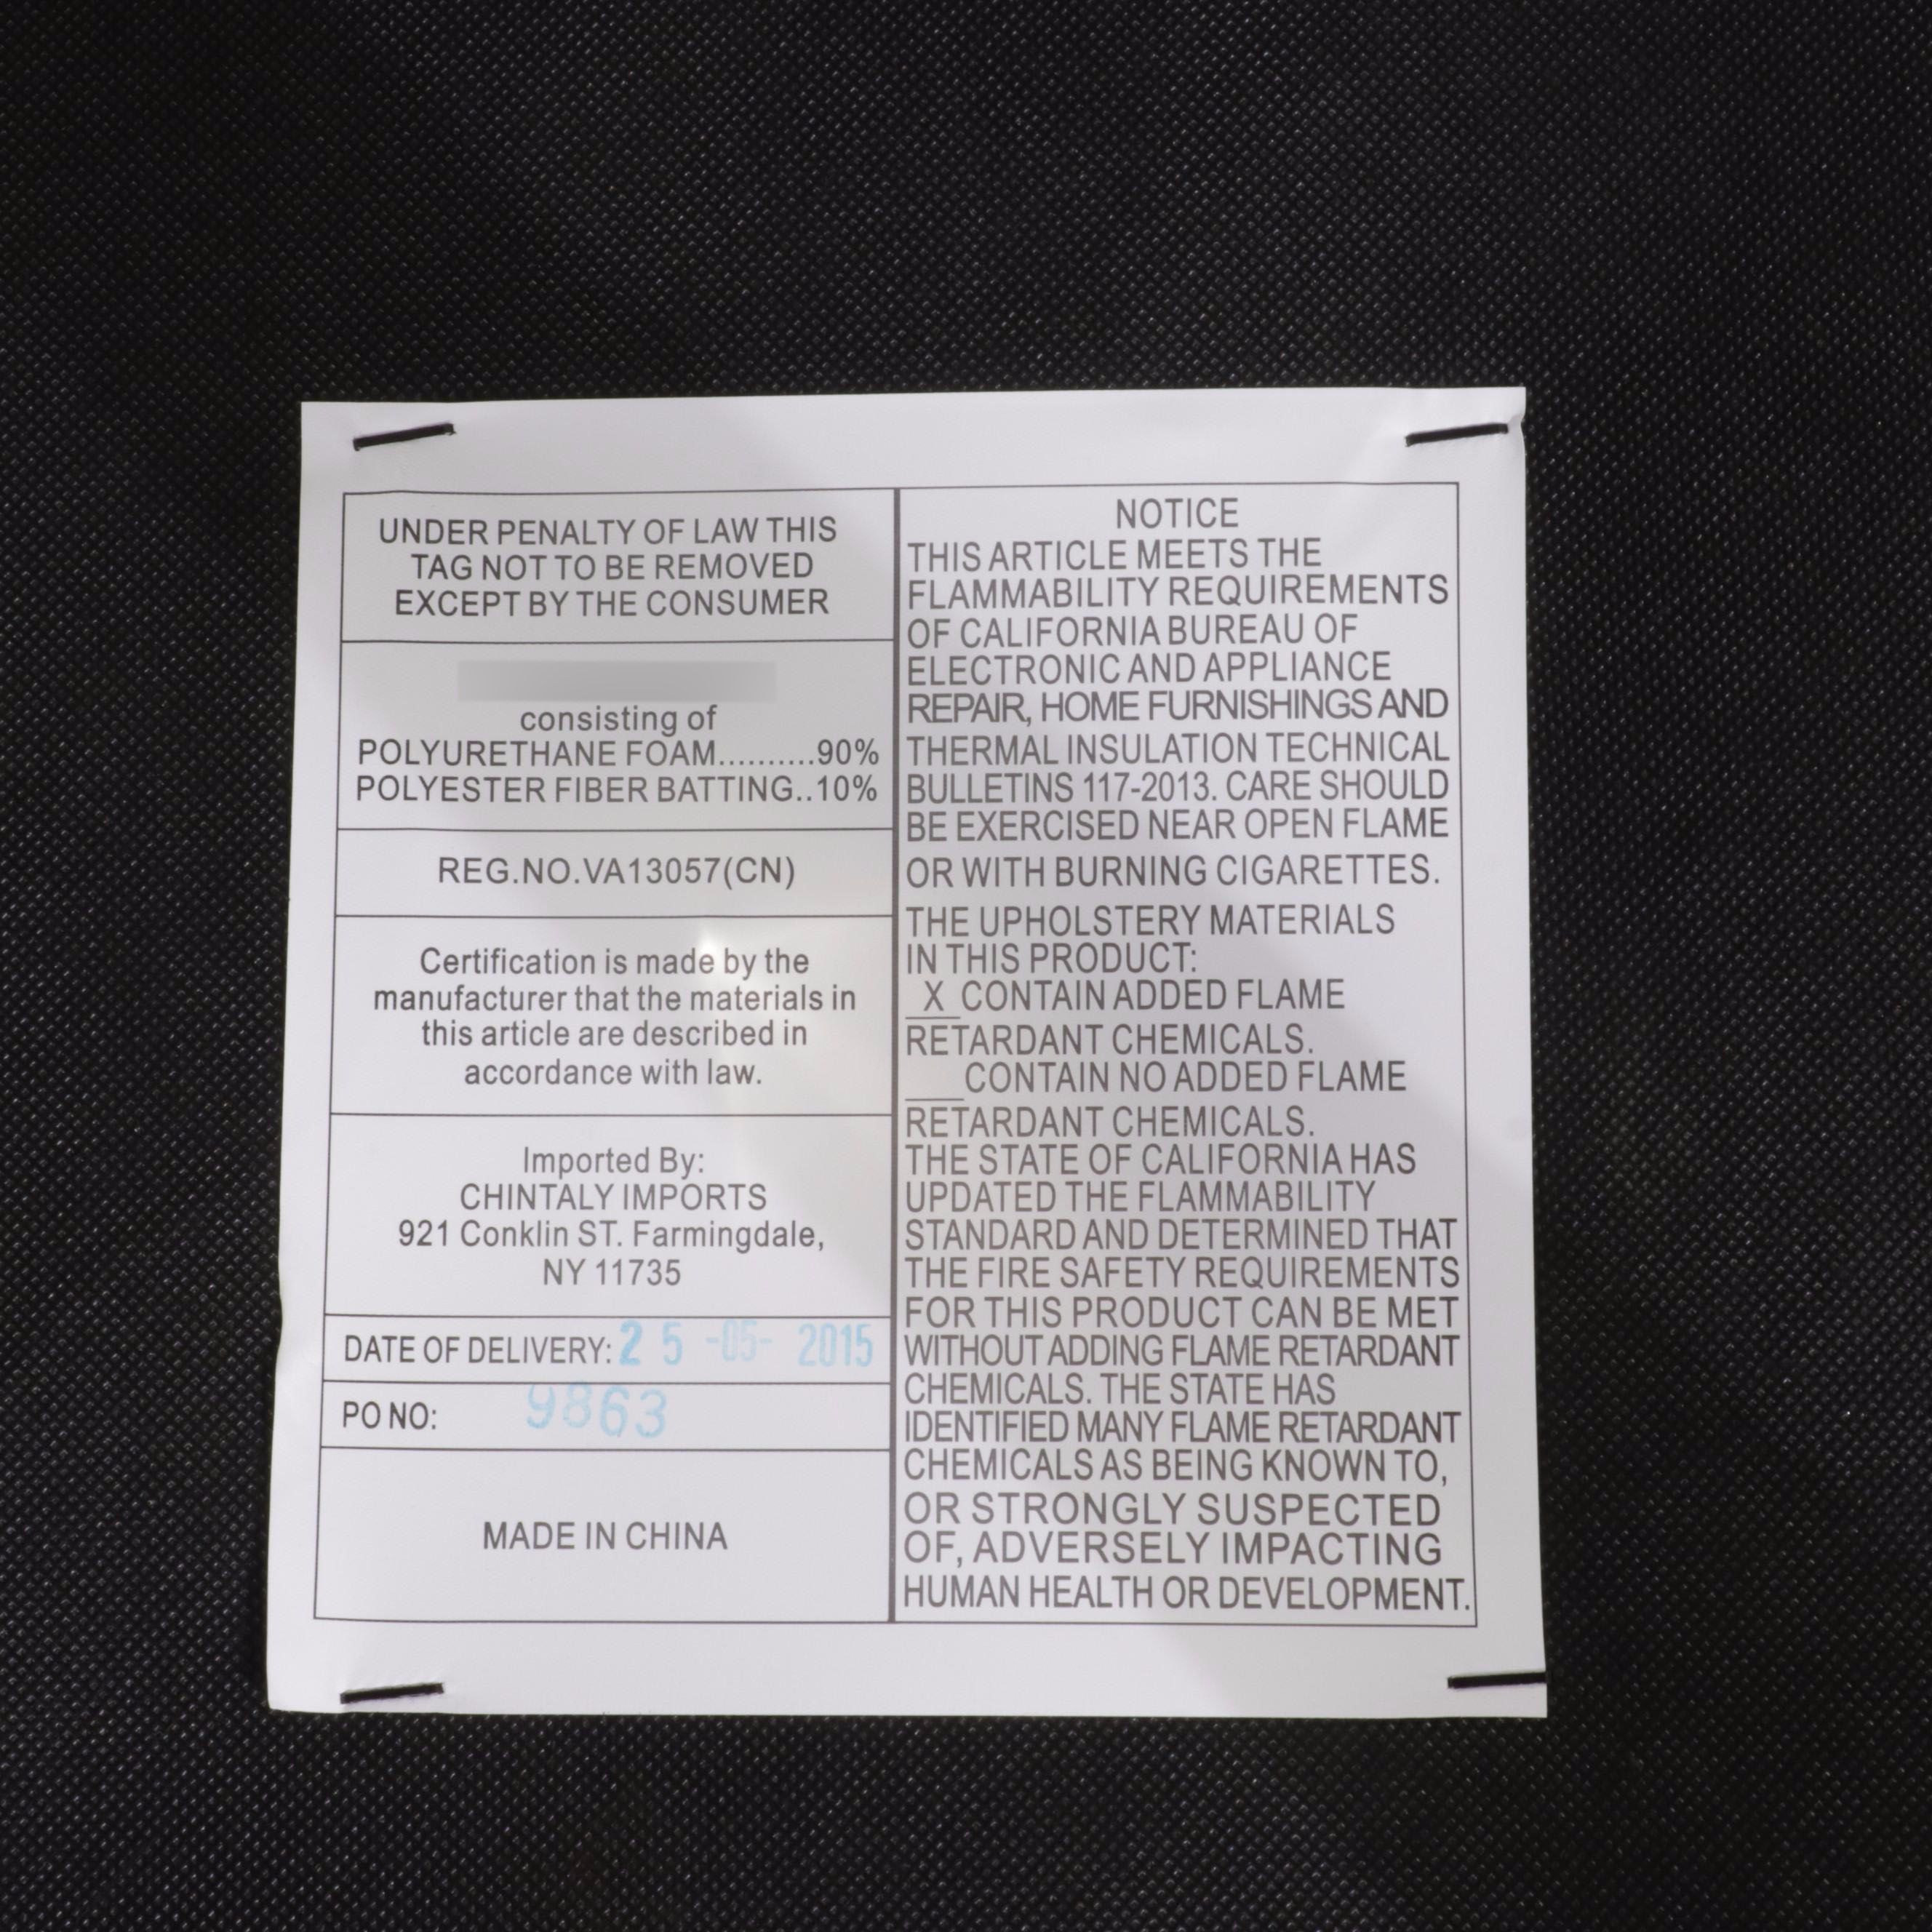 UNDER PENALTY OF LAW THIS
TAG NOT TO BE REMOVED
EXCEPT BY THE CONSUMER
consisting of
POLYURETHANE FOAM..........90%
POLYESTER FIBER BATTING..10%
REG.NO.VA13057(CN)
Certification is made by the
manufacturer that the materials in
this article are described in
accordance with law.
Imported By:
CHINTALY IMPORTS
921 Conklin ST. Farmingdale,
NY 11735
DATE OF DELIVERY: 25 -05- 2015
PO NO: 9863
MADE IN CHINA
NOTICE
THIS ARTICLE MEETS THE
FLAMMABILITY REQUIREMENTS
OF CALIFORNIA BUREAU OF
ELECTRONIC AND APPLIANCE
REPAIR, HOME FURNISHINGS AND
THERMAL INSULATION TECHNICAL
BULLETINS 117-2013. CARE SHOULD
BE EXERCISED NEAR OPEN FLAME
OR WITH BURNING CIGARETTES.
THE UPHOLSTERY MATERIALS
IN THIS PRODUCT:
_X_CONTAIN ADDED FLAME
RETARDANT CHEMICALS.
___CONTAIN NO ADDED FLAME
RETARDANT CHEMICALS.
THE STATE OF CALIFORNIA HAS
UPDATED THE FLAMMABILITY
STANDARD AND DETERMINED THAT
THE FIRE SAFETY REQUIREMENTS
FOR THIS PRODUCT CAN BE MET
WITHOUT ADDING FLAME RETARDANT
CHEMICALS. THE STATE HAS
IDENTIFIED MANY FLAME RETARDANT
CHEMICALS AS BEING KNOWN TO,
OR STRONGLY SUSPECTED
OF, ADVERSELY IMPACTING
HUMAN HEALTH OR DEVELOPMENT.